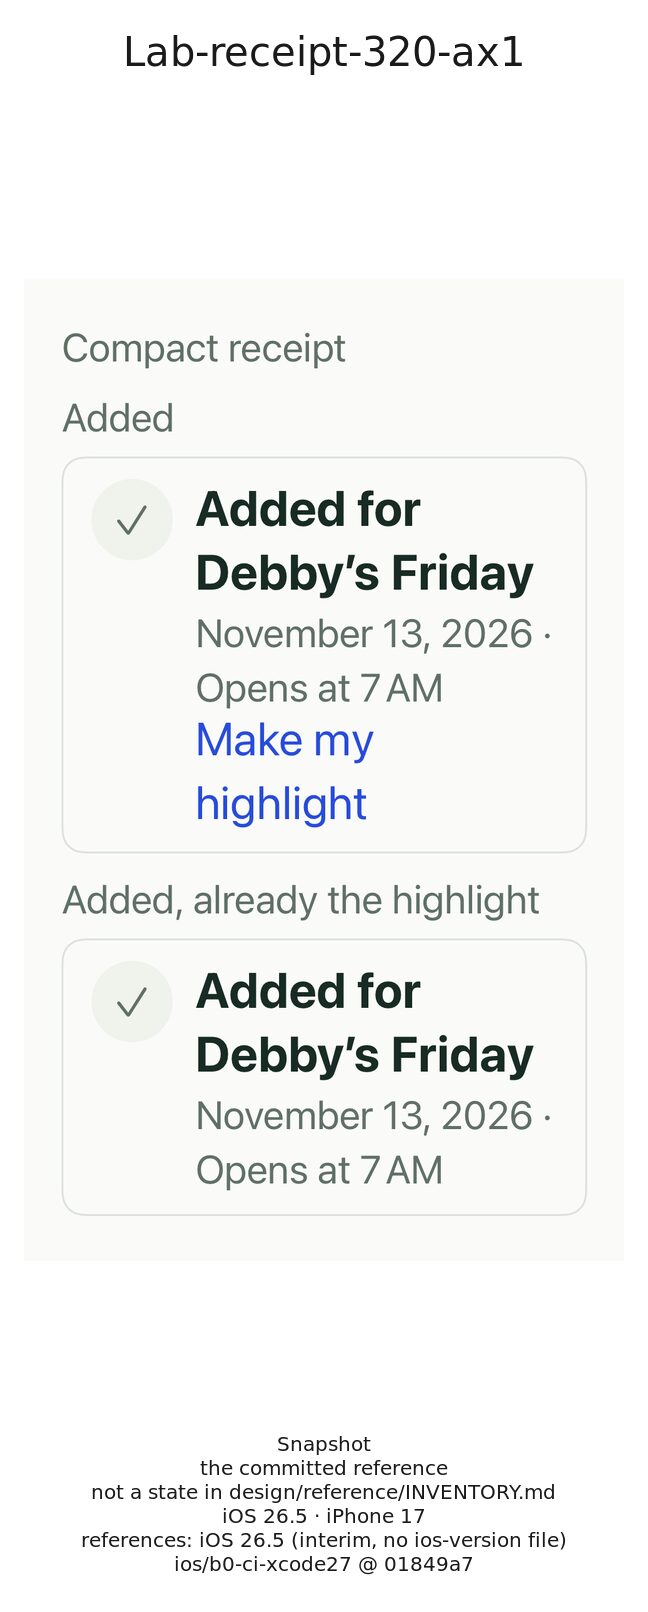 Lab-receipt-320-ax1
Compact receipt
Added
Added for
Debby’s Friday
November 13, 2026 ·
Opens at 7 AM
Make my
highlight
Added, already the highlight
Added for
Debby’s Friday
November 13, 2026 ·
Opens at 7 AM
Snapshot
the committed reference
not a state in design/reference/INVENTORY.md
iOS 26.5 · iPhone 17
references: iOS 26.5 (interim, no ios-version file)
ios/b0-ci-xcode27 @ 01849a7